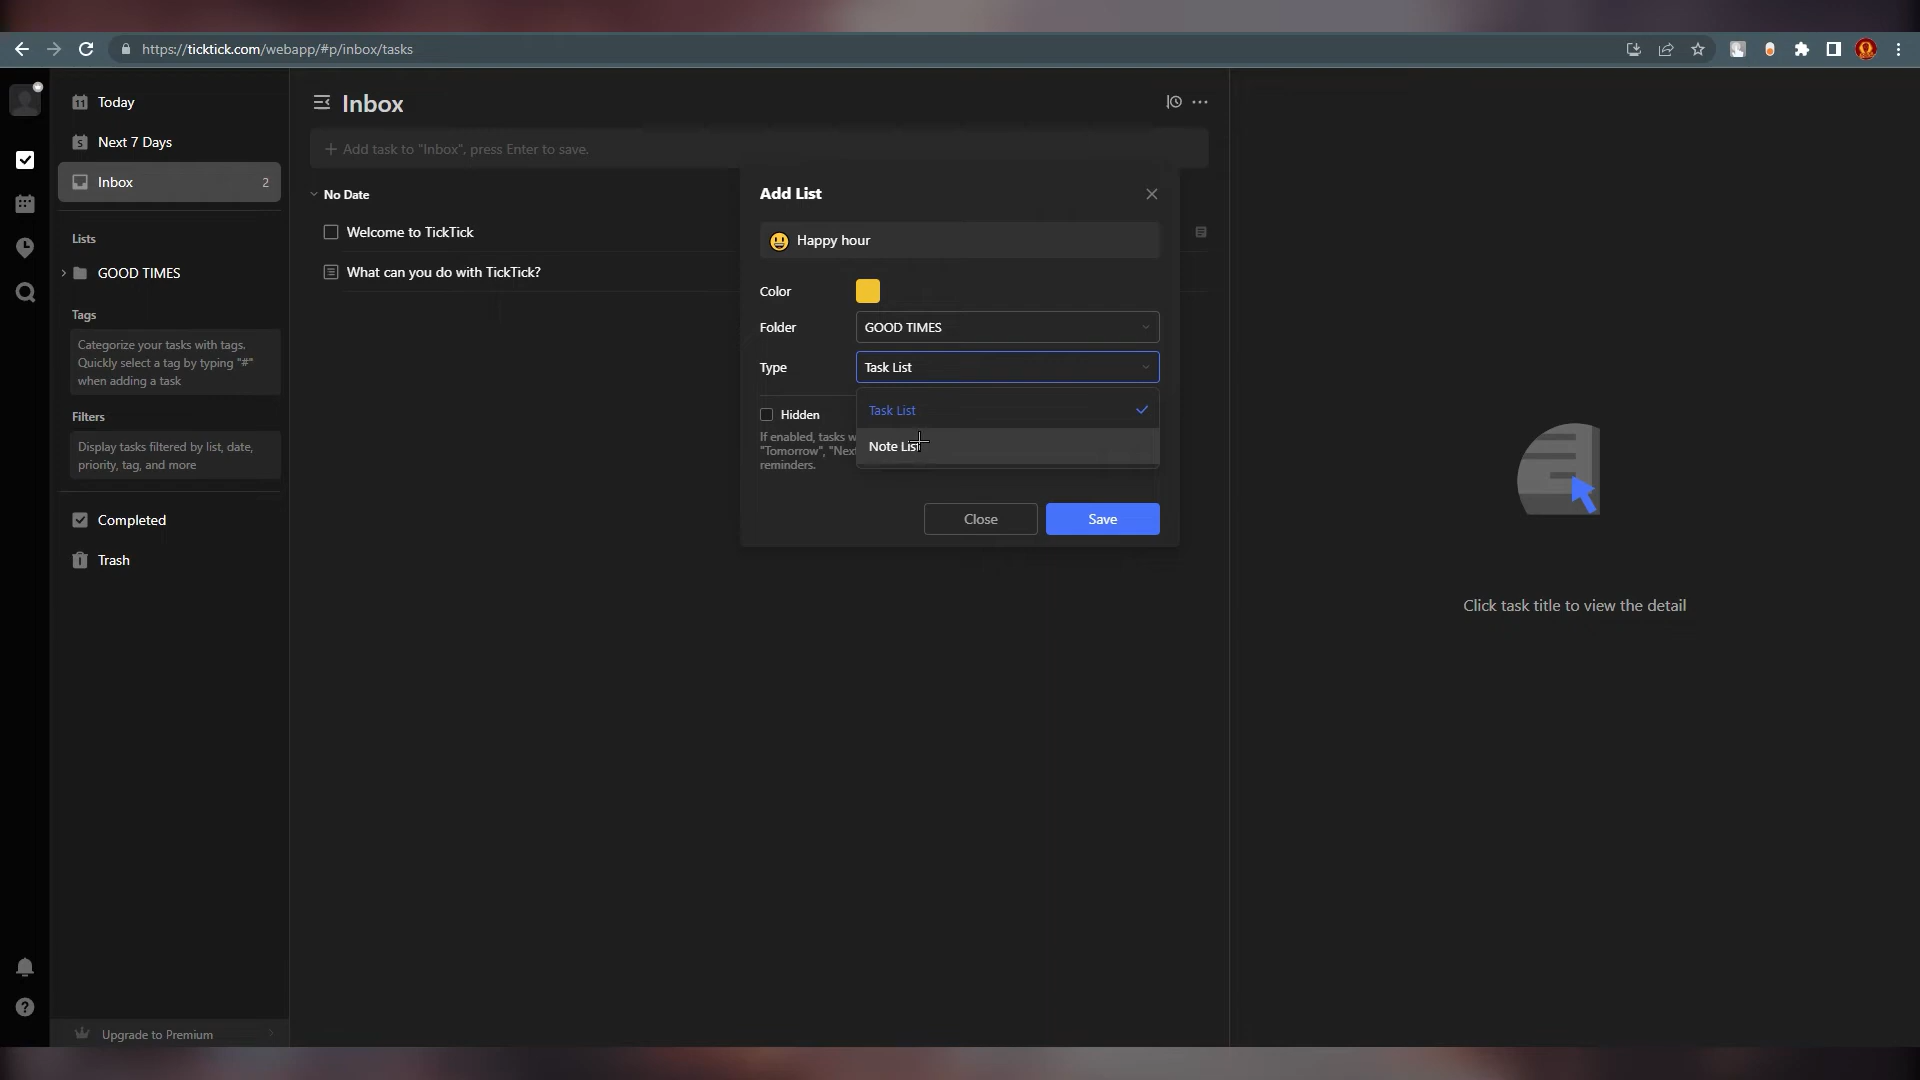 https://ticktick.com/webapp/#p/inbox/tasks
Today
Next 7 Days
Inbox 2
Lists
GOOD TIMES
Tags
Categorize your tasks with tags.
Quickly select a tag by typing "#"
when adding a task
Filters
Display tasks filtered by list, date,
priority, tag, and more
Completed
Trash
Upgrade to Premium
Inbox
+ Add task to "Inbox", press Enter to save.
No Date
Welcome to TickTick
What can you do with TickTick?
Add List
Happy hour
Color
Folder GOOD TIMES
Type Task List
Task List
Note List
Hidden
If enabled, tasks
"Tomorrow",
reminders.
Close Save
Click task title to view the detail